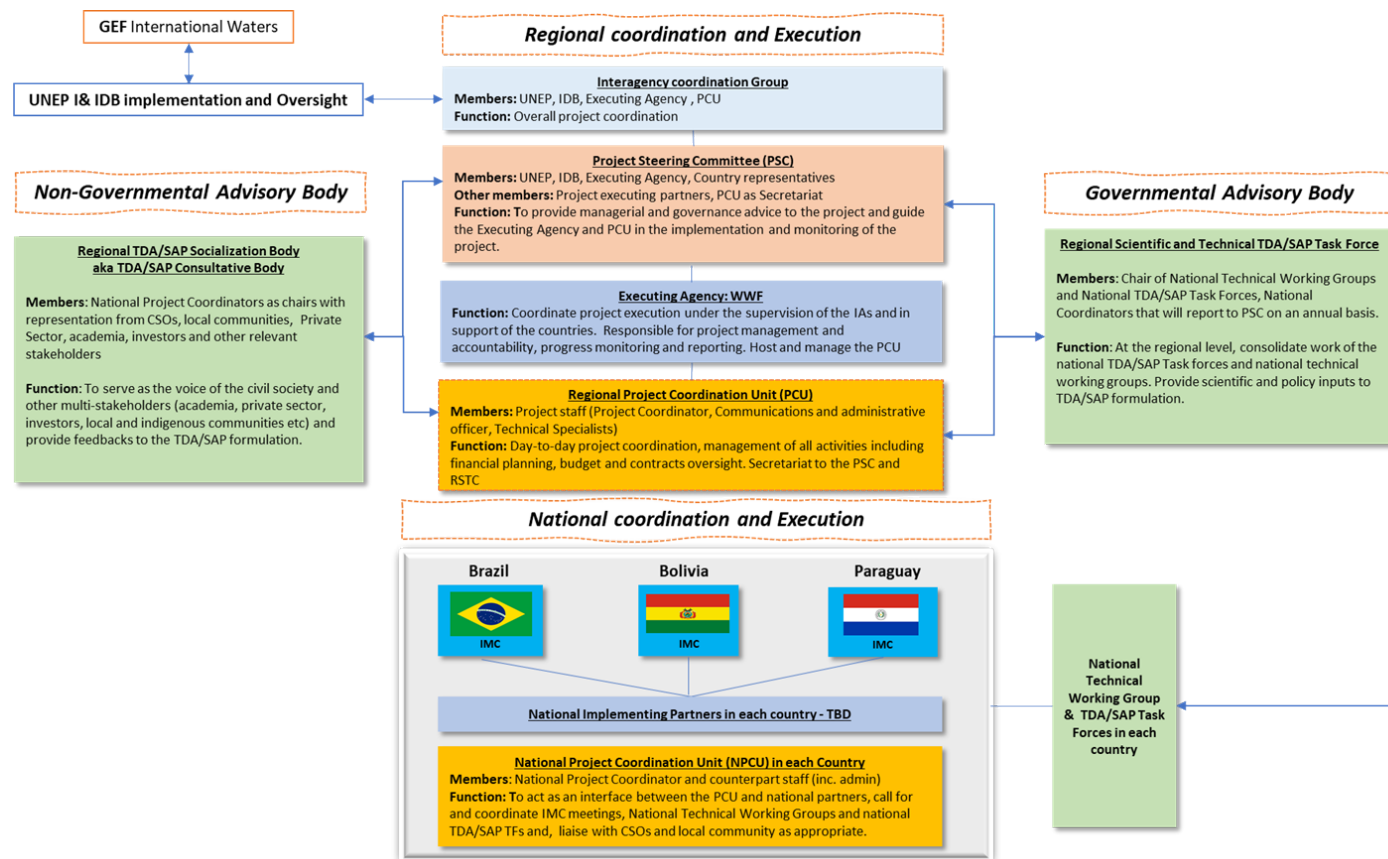 GEF International Waters
UNEP I& IDB implementation and Oversight
Regional coordination and Execution
Interagency coordination Group
Members: UNEP, IDB, Executing Agency , PCU
Function: Overall project coordination
Project Steering Committee (PSC)
Members: UNEP, IDB, Executing Agency, Country representatives
Other members: Project executing partners, PCU as Secretariat
Function: To provide managerial and governance advice to the project and guide
the Executing Agency and PCU in the implementation and monitoring of the
project.
Executing Agency: WWF
Function: Coordinate project execution under the supervision of the IAs and in
support of the countries. Responsible for project management and
accountability, progress monitoring and reporting. Host and manage the PCU
Regional Project Coordination Unit (PCU)
Members: Project staff (Project Coordinator, Communications and administrative
officer, Technical Specialists)
Function: Day-to-day project coordination, management of all activities including
financial planning, budget and contracts oversight. Secretariat to the PSC and
RSTC
Non-Governmental Advisory Body
Regional TDA/SAP Socialization Body
aka TDA/SAP Consultative Body
Members: National Project Coordinators as chairs with
representation from CSOs, local communities, Private
Sector, academia, investors and other relevant
stakeholders
Function: To serve as the voice of the civil society and
other multi-stakeholders (academia, private sector,
investors, local and indigenous communities etc) and
provide feedbacks to the TDA/SAP formulation.
Governmental Advisory Body
Regional Scientific and Technical TDA/SAP Task Force
Members: Chair of National Technical Working Groups
and National TDA/SAP Task Forces, National
Coordinators that will report to PSC on an annual basis.
Function: At the regional level, consolidate work of the
national TDA/SAP Task forces and national technical
working groups. Provide scientific and policy inputs to
TDA/SAP formulation.
National coordination and Execution
Brazil
Bolivia
Paraguay
IMC
IMC
IMC
National Implementing Partners in each country - TBD
National Project Coordination Unit (NPCU) in each Country
Members: National Project Coordinator and counterpart staff (inc. admin)
Function: To act as an interface between the PCU and national partners, call for
and coordinate IMC meetings, National Technical Working Groups and national
TDA/SAP TFs and, liaise with CSOs and local community as appropriate.
National
Technical
Working Group
& TDA/SAP Task
Forces in each
country